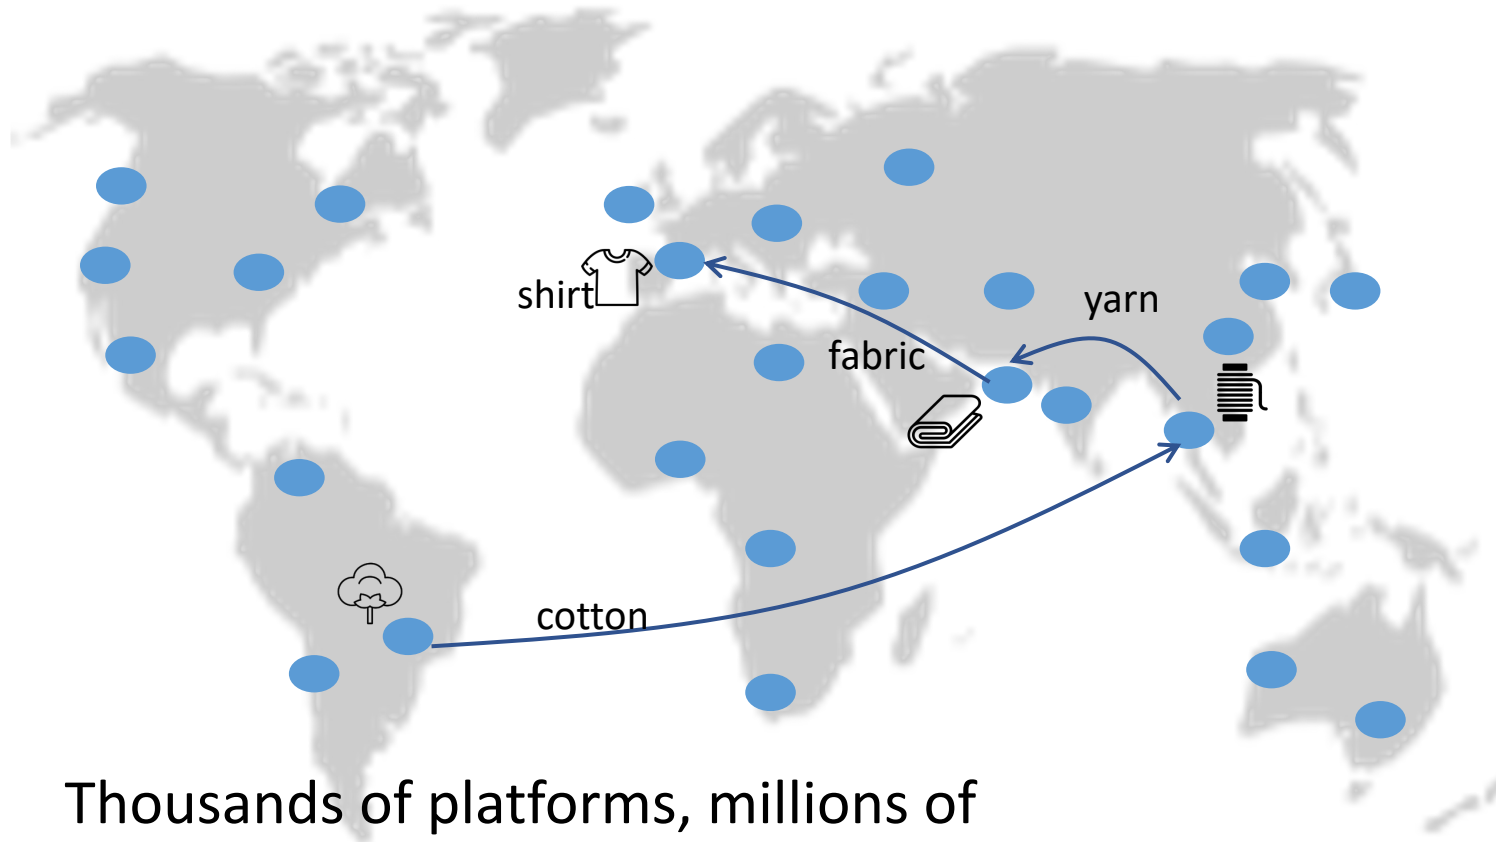 shirt
yarn
fabric
cotton
Thousands of platforms, millions of